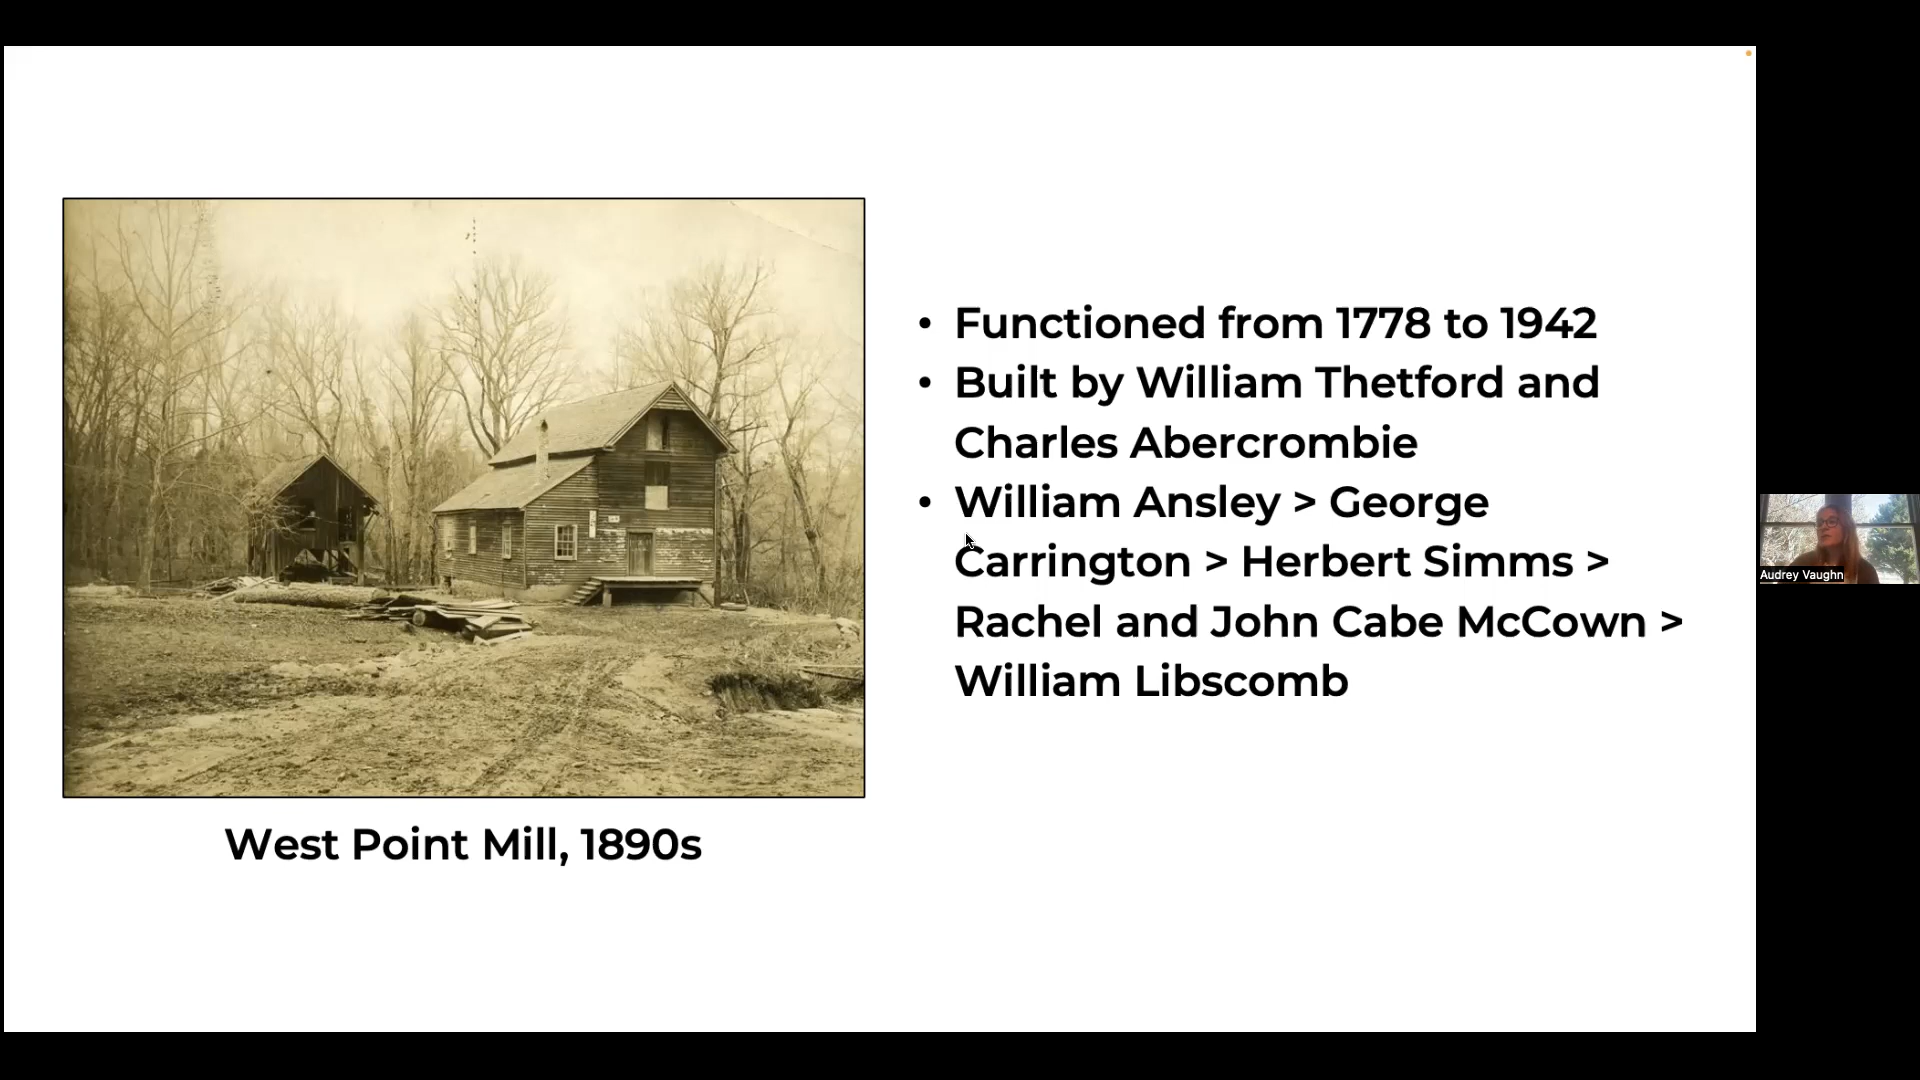 • Functioned from 1778 to 1942
• Built by William Thetford and
Charles Abercrombie
• William Ansley > George
Carrington > Herbert Simms >
Rachel and John Cabe McCown >
William Libscomb
West Point Mill, 1890s
Audrey Vaughn